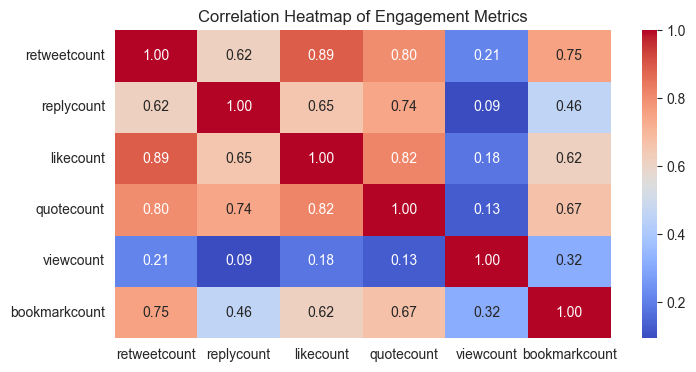 Correlation Heatmap of Engagement Metrics
retweetcount 1.00 0.62 0.89 0.80 0.21 0.75
replycount 0.62 1.00 0.65 0.74 0.09 0.46
likecount 0.89 0.65 1.00 0.82 0.18 0.62
quotecount 0.80 0.74 0.82 1.00 0.13 0.67
viewcount 0.21 0.09 0.18 0.13 1.00 0.32
bookmarkcount 0.75 0.46 0.62 0.67 0.32 1.00
retweetcount replycount likecount quotecount viewcount bookmarkcount
1.0
0.8
0.6
0.4
0.2